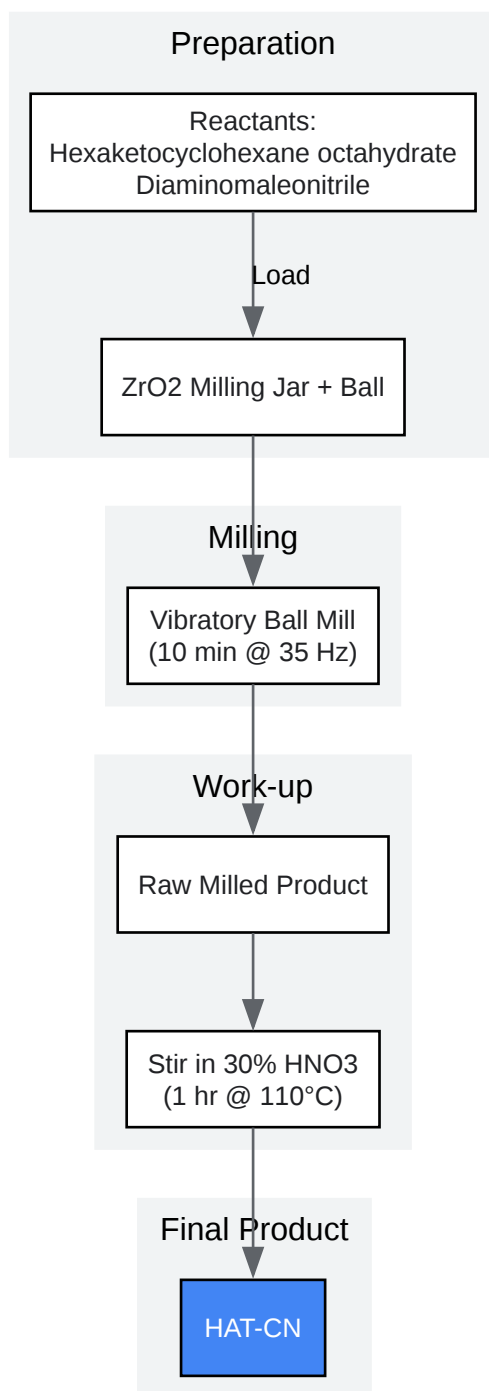 Preparation
Reactants:
Hexaketocyclohexane octahydrate
Diaminomaleonitrile
Load
ZrO2 Milling Jar + Ball
Milling
Vibratory Ball Mill
(10 min @ 35 Hz)
Work-up
Raw Milled Product
Stir in 30% HNO3
(1 hr @ 110°C)
Final Product
HAT-CN